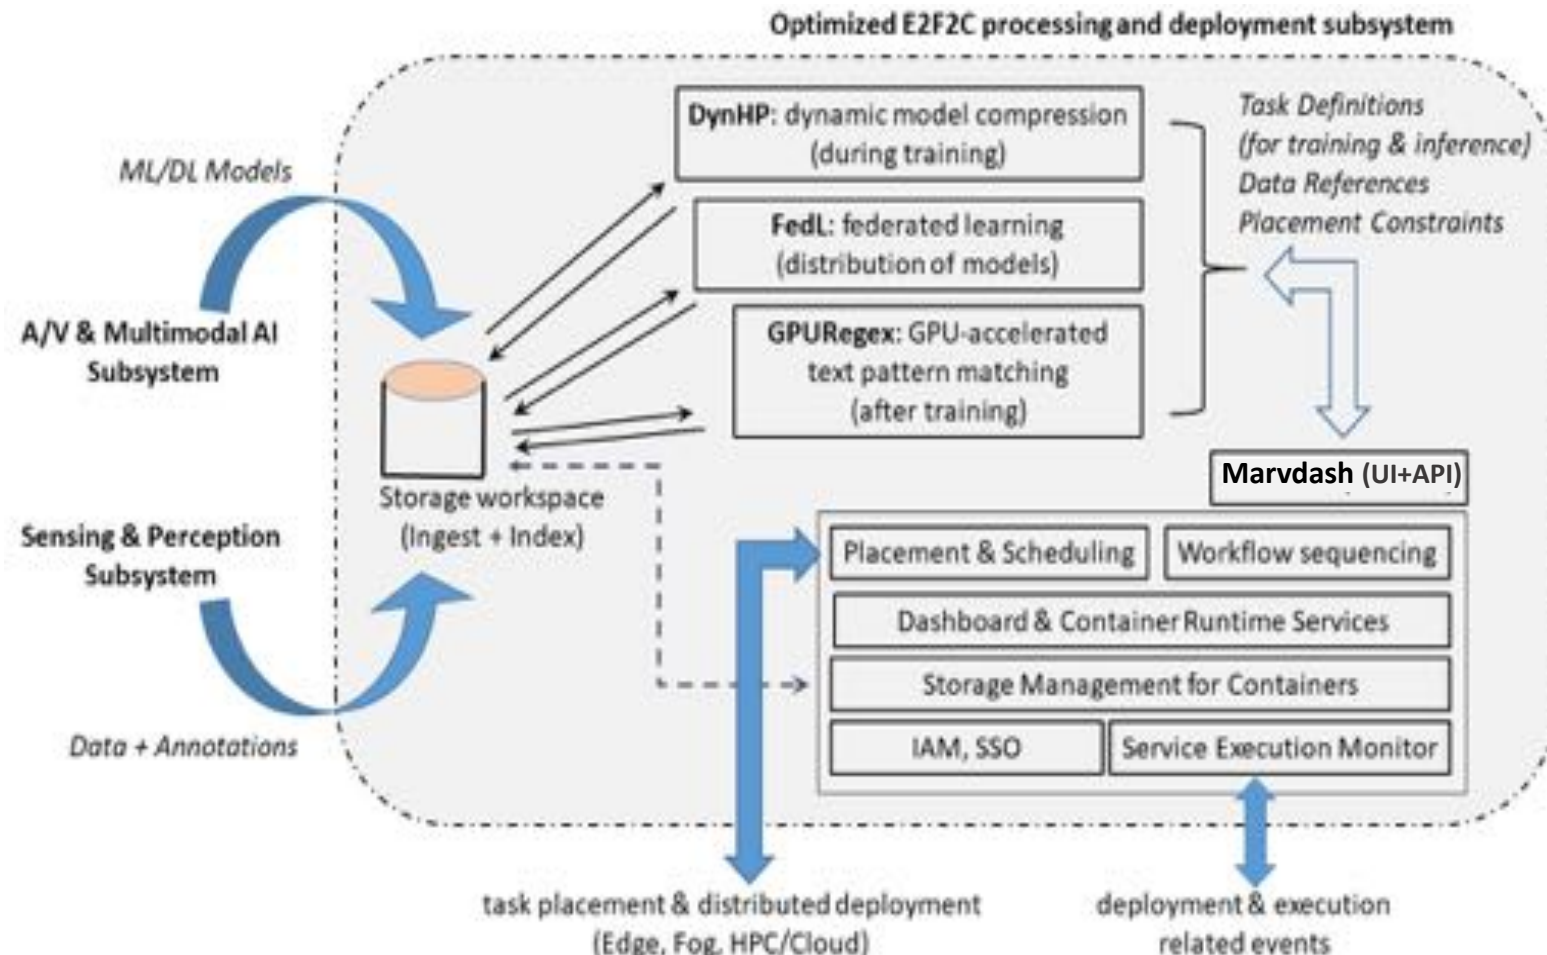 Optimized E2F2C processing and deployment subsystem
DynHP: dynamic model compression
(during training)
Task Definitions
(for training & inference)
Data References
Placement Constraints
ML/DL Models
FedL: federated learning
(distribution of models)
GPURegex: GPU-accelerated
text pattern matching
(after training)
A/V & Multimodal AI
Subsystem
Marvdash (UI+API)
Storage workspace
(Ingest + Index)
Sensing & Perception
Subsystem
Placement & Scheduling
Workflow sequencing
Dashboard & Container Runtime Services
Storage Management for Containers
IAM, SSO
Service Execution Monitor
Data + Annotations
task placement & distributed deployment
(Edge, Fog, HPC/Cloud)
deployment & execution
related events